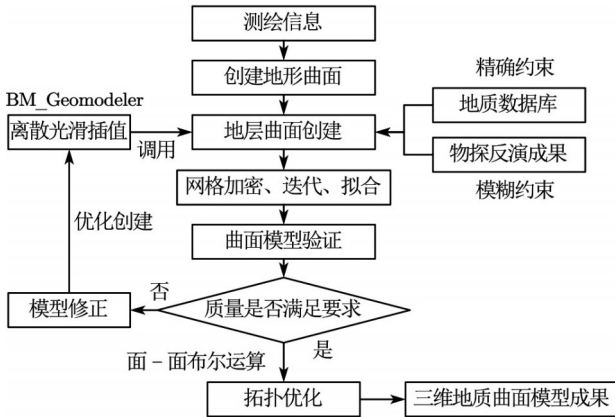 测绘信息
创建地形曲面
精确约束
BM_Geomodeler
地质数据库
离散光滑插值
调用
地层曲面创建
物探反演成果
模糊约束
网格加密、迭代、拟合
优化创建
曲面模型验证
否
模型修正
质量是否满足要求
是
面-面布尔运算
拓扑优化
三维地质曲面模型成果